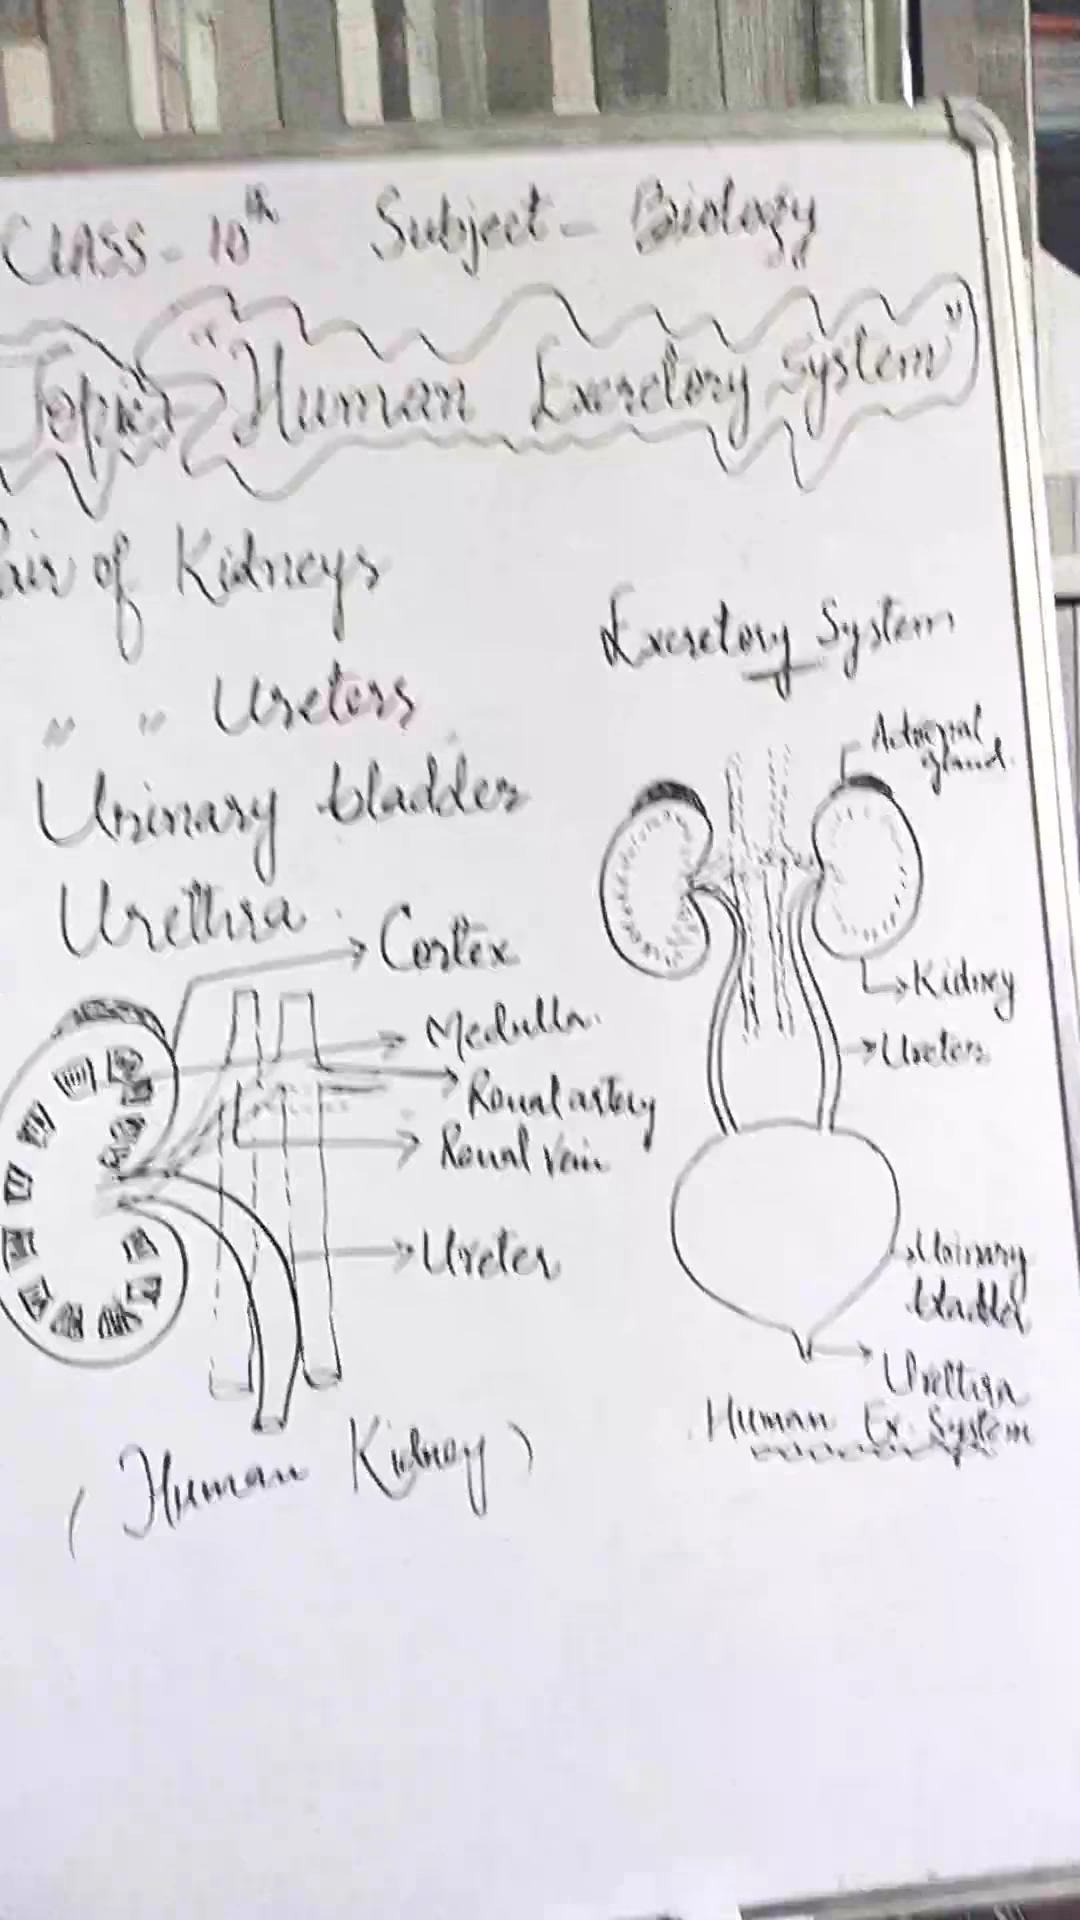 CLASS - 10th Subject - Biology
Topic "Human Excretory System"
Pair of Kidneys
" " Ureters
Urinary bladder
Urethra
Cortex
Medulla
Renal artery
Renal Vein
Ureter
(Human Kidney)
Excretory System
Adrenal
gland
Kidney
Ureters
Urinary
bladder
Urethra
Human Ex. System